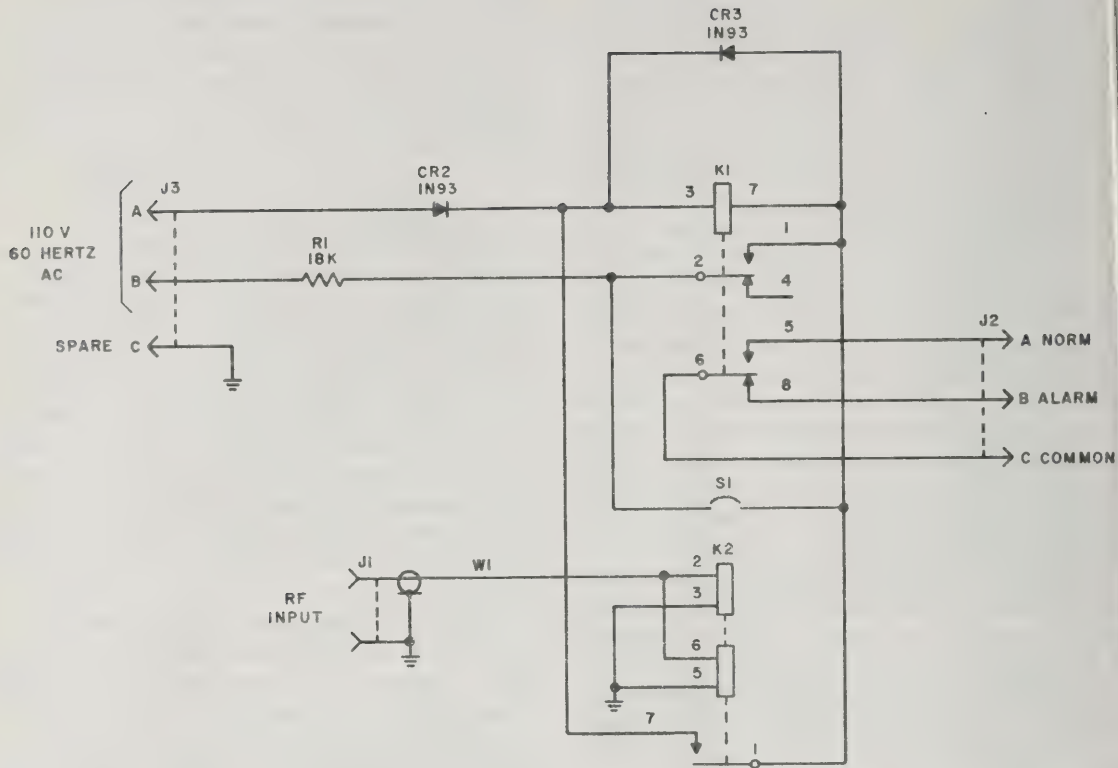 CR3
IN93
J3
CR2
IN93
K1
3
7
A
110 V
60 HERTZ
AC
R1
18K
1
B
2
4
5
J2
SPARE C
A NORM
6
8
B ALARM
C COMMON
S1
K2
J1
W1
2
3
RF
INPUT
6
5
7
1